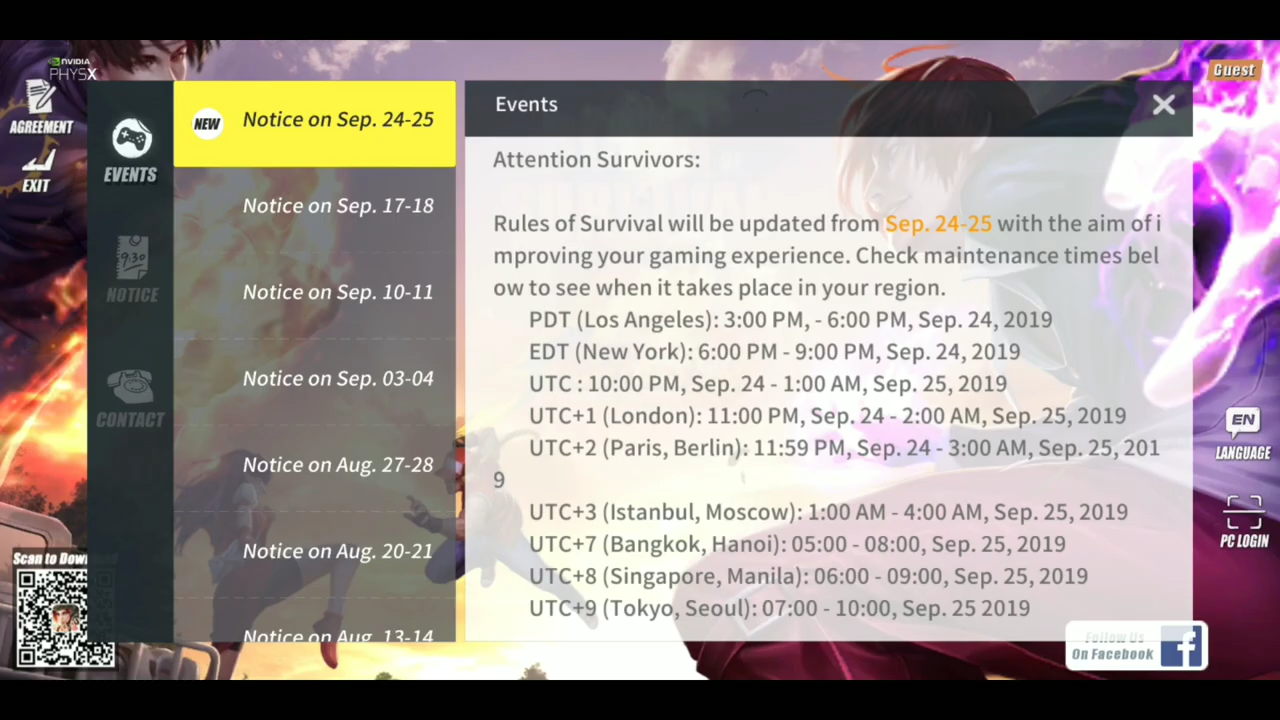 NVIDIA
PHYSX
AGREEMENT
EXIT
EVENTS
9.30
NOTICE
CONTACT
Scan to Down
NEW
Notice on Sep. 24-25
Notice on Sep. 17-18
Notice on Sep. 10-11
Notice on Sep. 03-04
Notice on Aug. 27-28
Notice on Aug. 20-21
Notice on Aug. 13-14
Events
Attention Survivors:
Rules of Survival will be updated from Sep. 24-25 with the aim of i
mproving your gaming experience. Check maintenance times bel
ow to see when it takes place in your region.
PDT (Los Angeles): 3:00 PM, - 6:00 PM, Sep. 24, 2019
EDT (New York): 6:00 PM - 9:00 PM, Sep. 24, 2019
UTC : 10:00 PM, Sep. 24 - 1:00 AM, Sep. 25, 2019
UTC+1 (London): 11:00 PM, Sep. 24 - 2:00 AM, Sep. 25, 2019
UTC+2 (Paris, Berlin): 11:59 PM, Sep. 24 - 3:00 AM, Sep. 25, 201
9
UTC+3 (Istanbul, Moscow): 1:00 AM - 4:00 AM, Sep. 25, 2019
UTC+7 (Bangkok, Hanoi): 05:00 - 08:00, Sep. 25, 2019
UTC+8 (Singapore, Manila): 06:00 - 09:00, Sep. 25, 2019
UTC+9 (Tokyo, Seoul): 07:00 - 10:00, Sep. 25 2019
Guest
EN
LANGUAGE
PC LOGIN
Follow Us
On Facebook